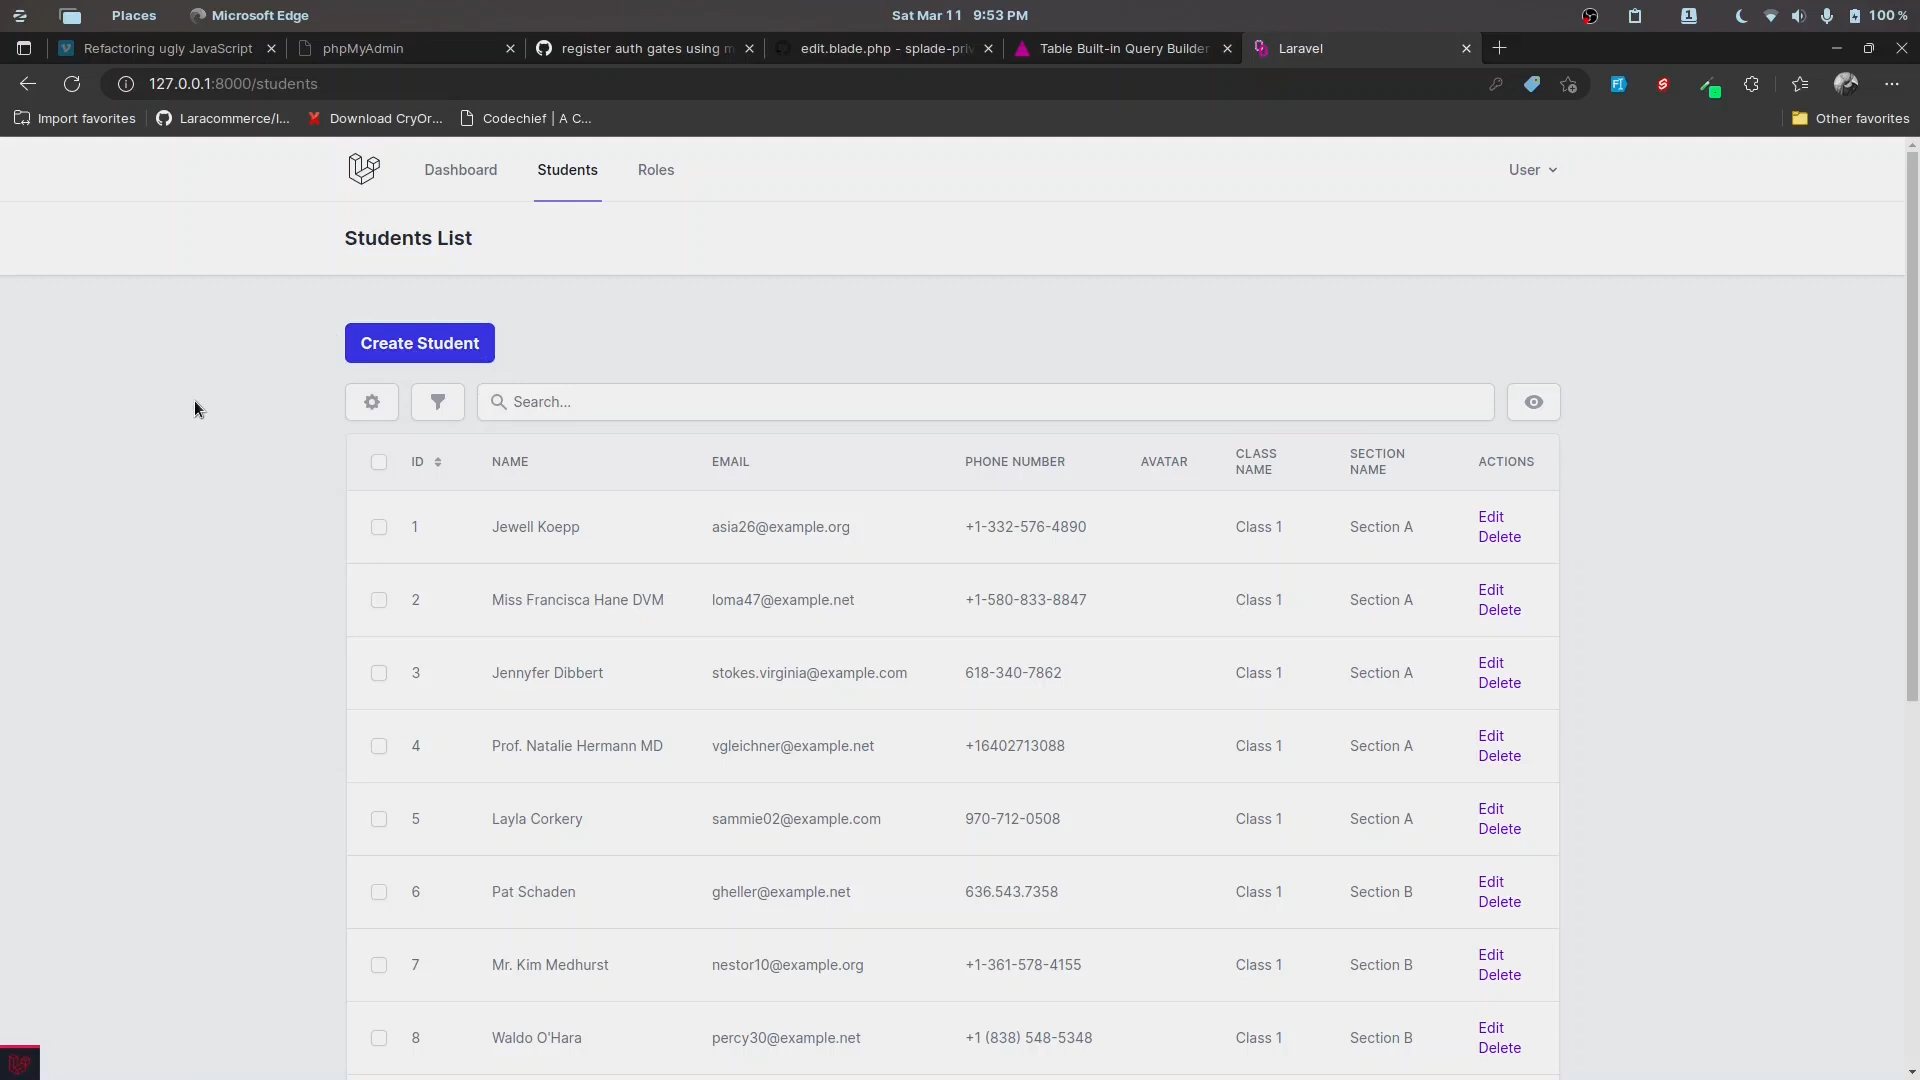 Places
Microsoft Edge
Sat Mar 11 9:53 PM
1
100 %
Refactoring ugly JavaScript
phpMyAdmin
register auth gates using m
edit.blade.php - splade-pri
Table Built-in Query Builder
Laravel
127.0.0.1:8000/students
Import favorites
Laracommerce/l...
Download CryOr...
Codechief | A C...
Other favorites
Dashboard
Students
Roles
User
Students List
Create Student
Search...
ID NAME EMAIL PHONE NUMBER AVATAR CLASS NAME SECTION NAME ACTIONS
1 Jewell Koepp asia26@example.org +1-332-576-4890 Class 1 Section A Edit
Delete
2 Miss Francisca Hane DVM loma47@example.net +1-580-833-8847 Class 1 Section A Edit
Delete
3 Jennyfer Dibbert stokes.virginia@example.com 618-340-7862 Class 1 Section A Edit
Delete
4 Prof. Natalie Hermann MD vgleichner@example.net +16402713088 Class 1 Section A Edit
Delete
5 Layla Corkery sammie02@example.com 970-712-0508 Class 1 Section A Edit
Delete
6 Pat Schaden gheller@example.net 636.543.7358 Class 1 Section B Edit
Delete
7 Mr. Kim Medhurst nestor10@example.org +1-361-578-4155 Class 1 Section B Edit
Delete
8 Waldo O'Hara percy30@example.net +1 (838) 548-5348 Class 1 Section B Edit
Delete